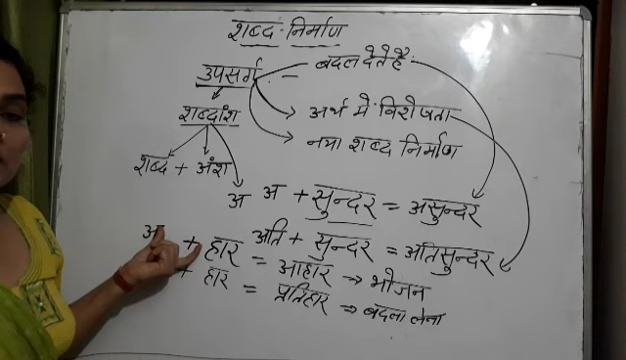 शब्द: निर्माण
उपसर्ग — बदल देते है
शब्दांश अर्थ में विशेषता
नया शब्द निर्माण
शब्द + अंश
अ अ + सुन्दर = असुन्दर
अति + सुन्दर = अतिसुन्दर
+ हार = आहार → भोजन
+ हार = प्रतिहार → बदला लेना